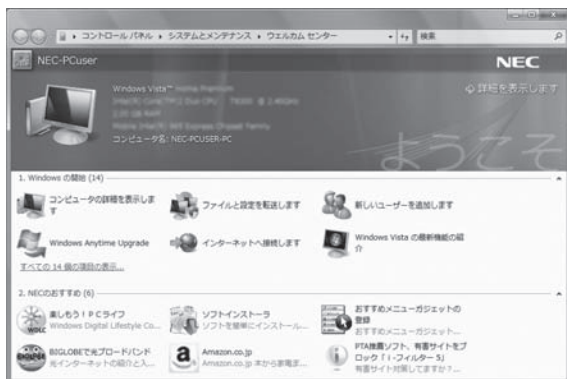 コントロール パネル ▸ システムとメンテナンス ▸ ウェルカム センター
検索
NEC-PCuser
NEC
Windows Vista™ Home Premium
詳細を表示します
コンピュータ名: NEC-PCUSER-PC
ようこそ
1. Windows の開始 (14)
コンピュータの詳細を表示します
ファイルと設定を転送します
新しいユーザーを追加します
Windows Anytime Upgrade
インターネットへ接続します
Windows Vista の最新機能の紹介
すべての 14 個の項目の表示...
2. NECのおすすめ (6)
楽しもう！PCライフ
Windows Digital Lifestyle Co...
ソフトインストーラ
ソフトを簡単にインストール...
おすすめメニューガジェットの登録
おすすめメニューガジェット...
BIGLOBEで光ブロードバンド
光インターネットの紹介と入...
Amazon.co.jp
Amazon.co.jp 本から家電ま...
PTA推薦ソフト、有害サイトをブロック「i-フィルター 5」
有害サイト対策してますか？...